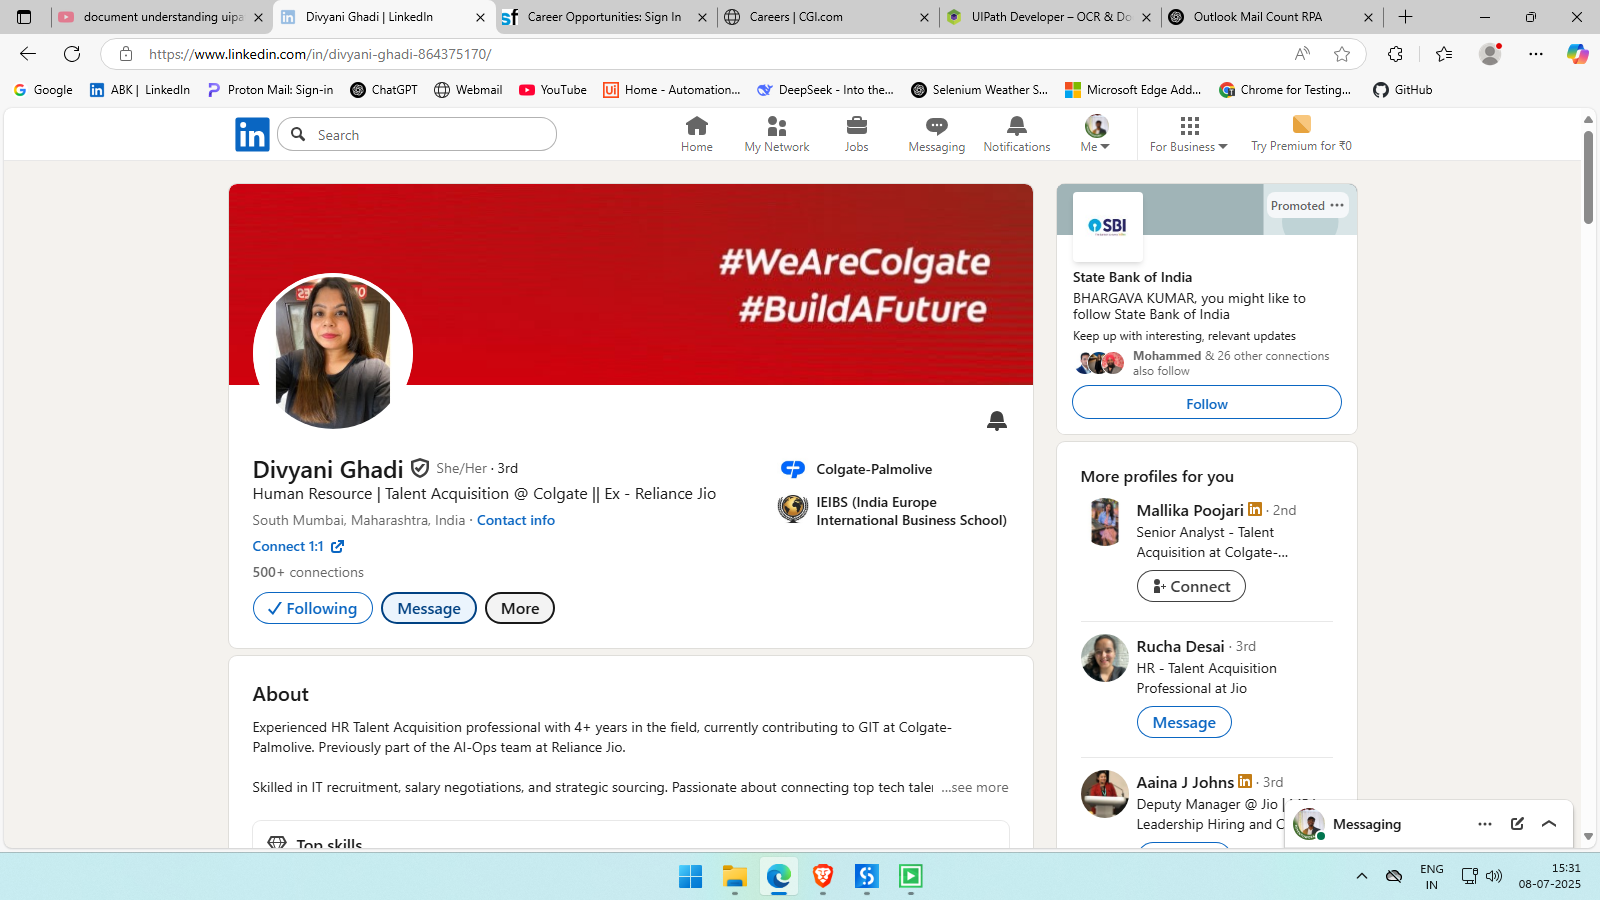 document understanding uipa
Divyani Ghadi | LinkedIn
Career Opportunities: Sign In
Careers | CGI.com
UIPath Developer – OCR & Do
Outlook Mail Count RPA
https://www.linkedin.com/in/divyani-ghadi-864375170/
Google
ABK | LinkedIn
Proton Mail: Sign-in
ChatGPT
Webmail
YouTube
Home - Automation...
DeepSeek - Into the...
Selenium Weather S...
Microsoft Edge Add...
Chrome for Testing...
GitHub
Search
Home
My Network
Jobs
Messaging
Notifications
Me
For Business
Try Premium for ₹0
#WeAreColgate
#BuildAFuture
Divyani Ghadi
She/Her · 3rd
Human Resource | Talent Acquisition @ Colgate || Ex - Reliance Jio
South Mumbai, Maharashtra, India · Contact info
Connect 1:1
500+ connections
Following
Message
More
Colgate-Palmolive
IEIBS (India Europe
International Business School)
About
Experienced HR Talent Acquisition professional with 4+ years in the field, currently contributing to GIT at Colgate-
Palmolive. Previously part of the AI-Ops team at Reliance Jio.
Skilled in IT recruitment, salary negotiations, and strategic sourcing. Passionate about connecting top tech taler ...see more
Top skills
Promoted
SBI
State Bank of India
BHARGAVA KUMAR, you might like to
follow State Bank of India
Keep up with interesting, relevant updates
Mohammed & 26 other connections
also follow
Follow
More profiles for you
Mallika Poojari · 2nd
Senior Analyst - Talent
Acquisition at Colgate-...
Connect
Rucha Desai · 3rd
HR - Talent Acquisition
Professional at Jio
Message
Aaina J Johns · 3rd
Deputy Manager @ Jio |
Leadership Hiring and C
Messaging
ENG
IN
15:31
08-07-2025